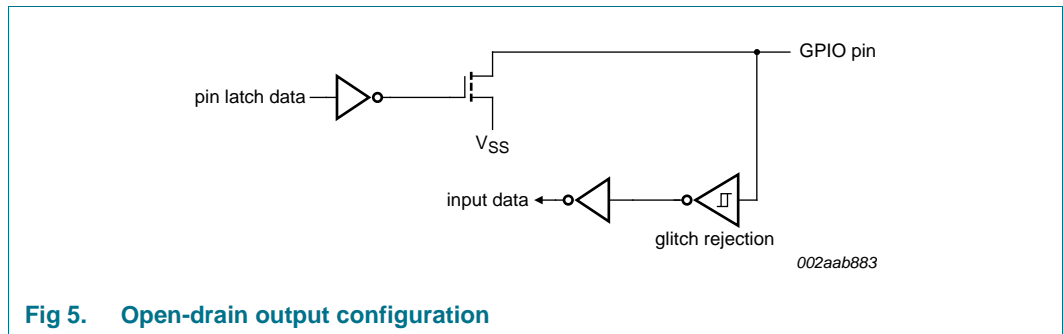 GPIO pin
pin latch data
VSS
input data
glitch rejection
002aab883
Fig 5. Open-drain output configuration